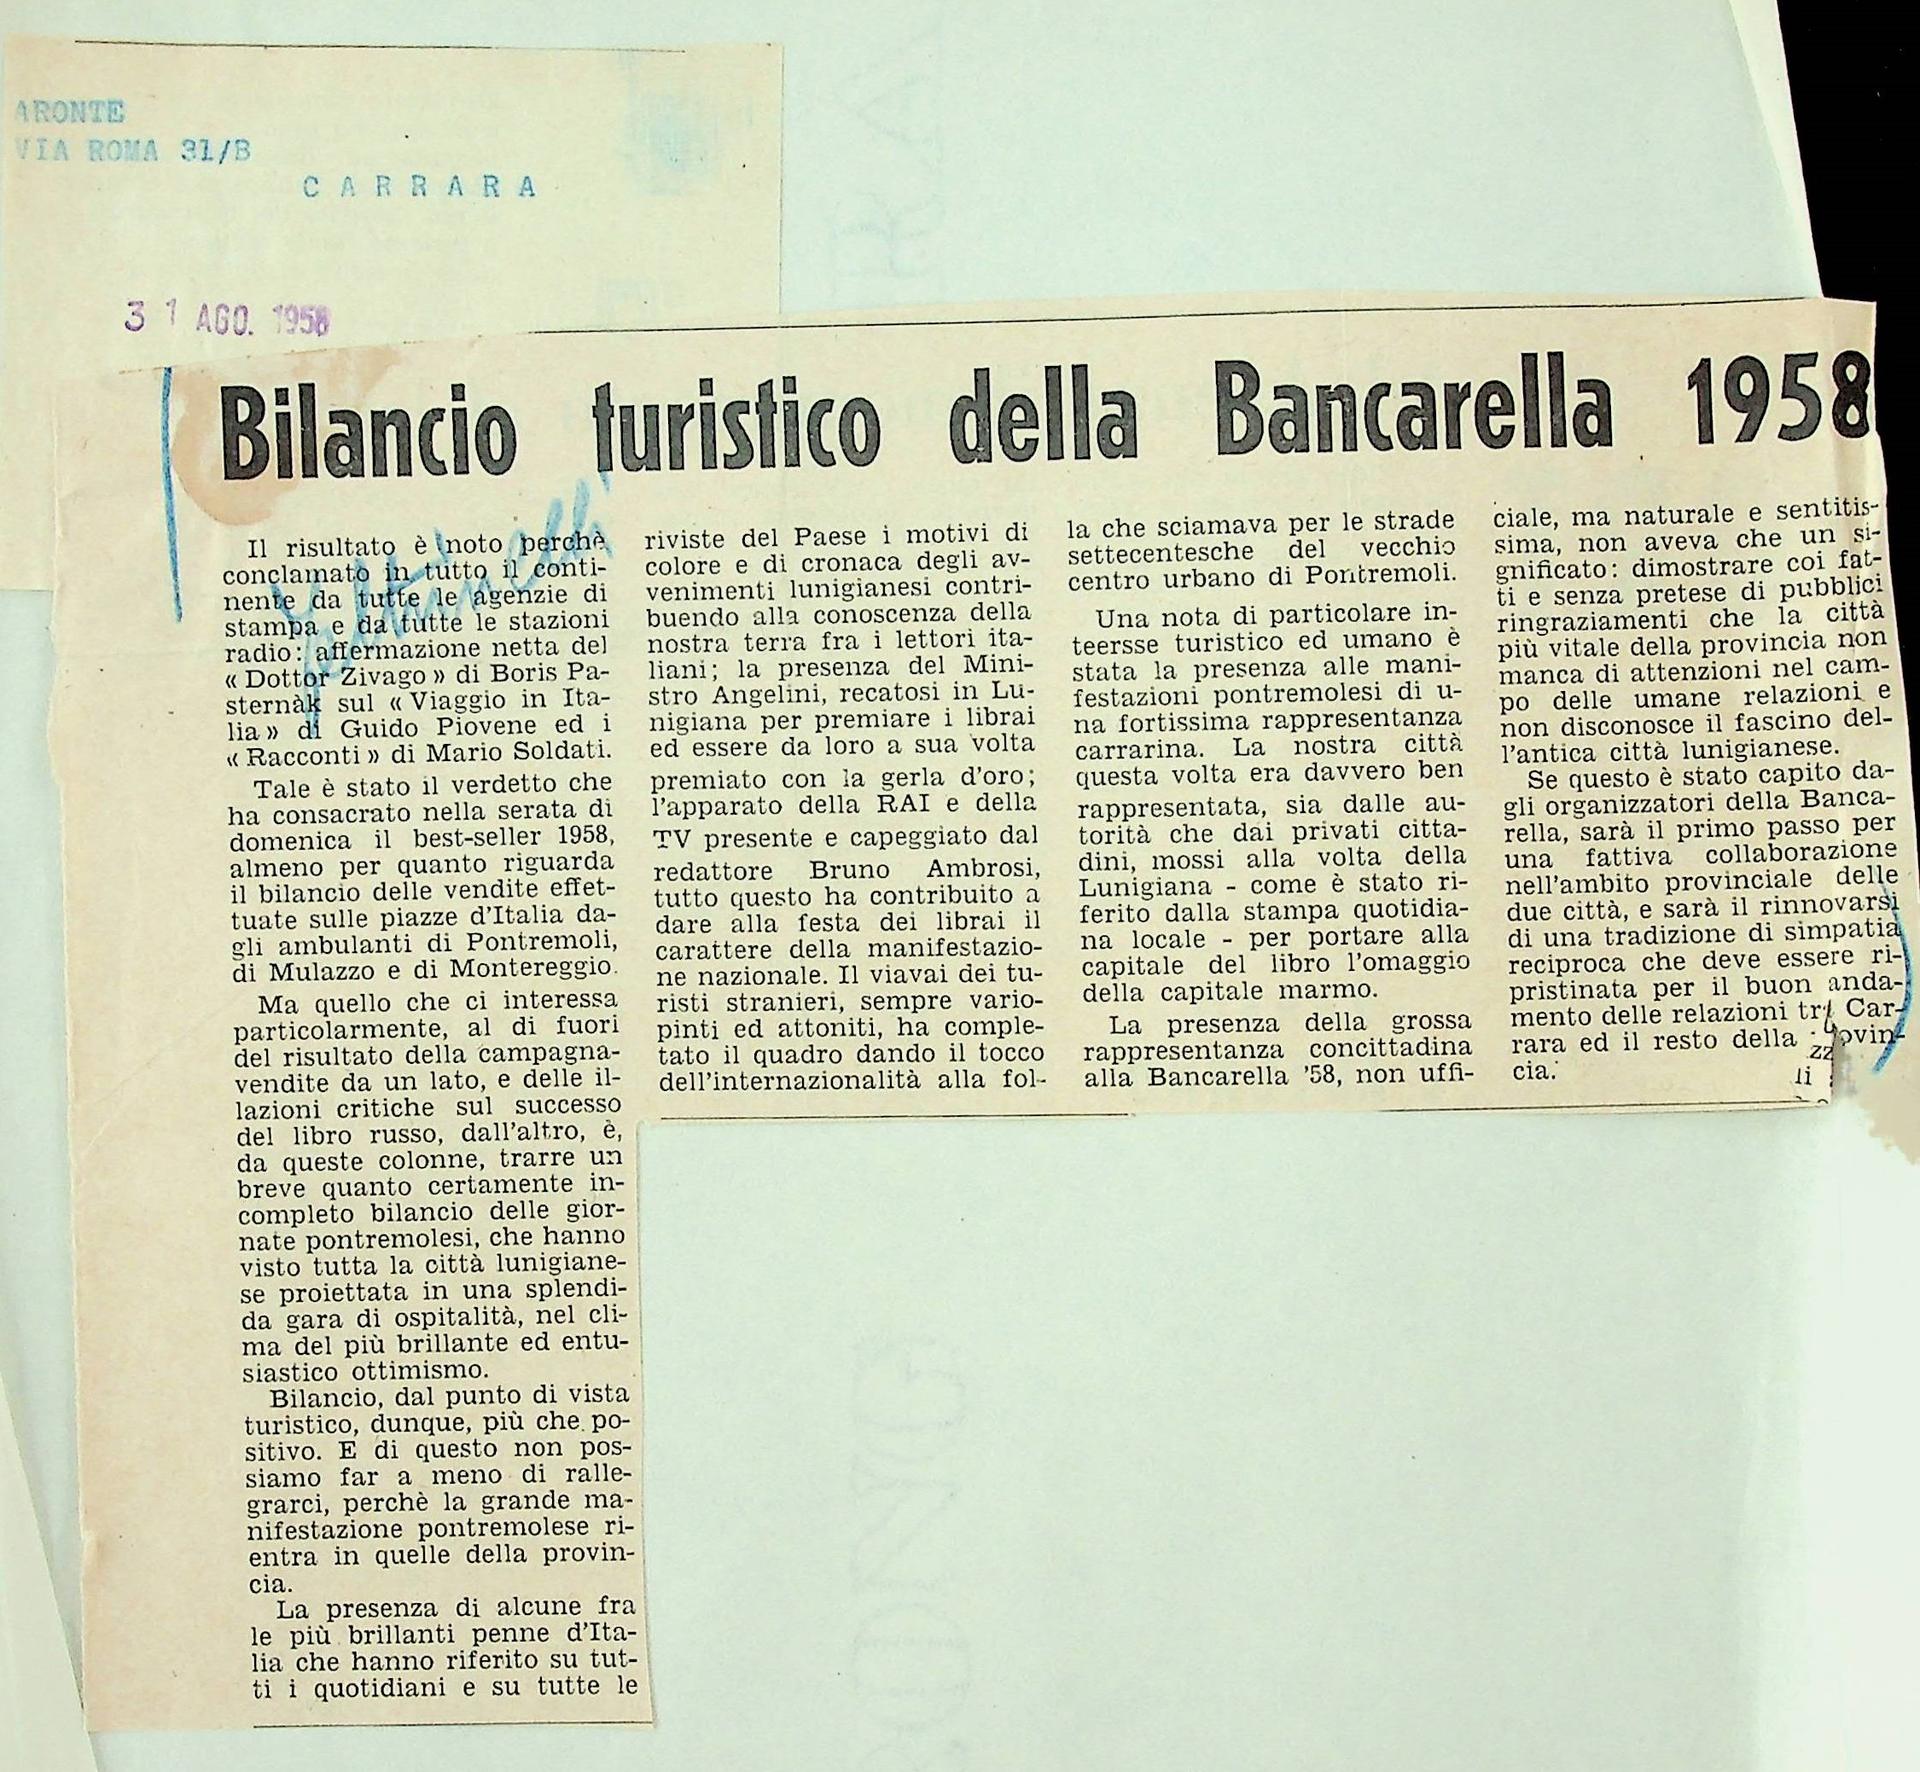 ARONTE
VIA ROMA 31/B
CARRARA
31 AGO. 1958
Bilancio turistico della Bancarella 1958
Il risultato è noto perchè
conclamato in tutto il conti-
nente da tutte le agenzie di
stampa e da tutte le stazioni
radio: affermazione netta del
« Dottor Zivago » di Boris Pa-
sternàk sul « Viaggio in Ita-
lia » di Guido Piovene ed i
« Racconti » di Mario Soldati.
Tale è stato il verdetto che
ha consacrato nella serata di
domenica il best-seller 1958,
almeno per quanto riguarda
il bilancio delle vendite effet-
tuate sulle piazze d'Italia da-
gli ambulanti di Pontremoli,
di Mulazzo e di Montereggio.
Ma quello che ci interessa
particolarmente, al di fuori
del risultato della campagna-
vendite da un lato, e delle il-
lazioni critiche sul successo
del libro russo, dall'altro, è,
da queste colonne, trarre un
breve quanto certamente in-
completo bilancio delle gior-
nate pontremolesi, che hanno
visto tutta la città lunigiane-
se proiettata in una splendi-
da gara di ospitalità, nel cli-
ma del più brillante ed entu-
siastico ottimismo.
Bilancio, dal punto di vista
turistico, dunque, più che po-
sitivo. E di questo non pos-
siamo far a meno di ralle-
grarci, perchè la grande ma-
nifestazione pontremolese ri-
entra in quelle della provin-
cia.
La presenza di alcune fra
le più brillanti penne d'Ita-
lia che hanno riferito su tut-
ti i quotidiani e su tutte le
riviste del Paese i motivi di
colore e di cronaca degli av-
venimenti lunigianesi contri-
buendo alla conoscenza della
nostra terra fra i lettori ita-
liani; la presenza del Mini-
stro Angelini, recatosi in Lu-
nigiana per premiare i librai
ed essere da loro a sua volta
premiato con la gerla d'oro;
l'apparato della RAI e della
TV presente e capeggiato dal
redattore Bruno Ambrosi,
tutto questo ha contribuito a
dare alla festa dei librai il
carattere della manifestazio-
ne nazionale. Il viavai dei tu-
risti stranieri, sempre vario-
pinti ed attoniti, ha comple-
tato il quadro dando il tocco
dell'internazionalità alla fol-
la che sciamava per le strade
settecentesche del vecchio
centro urbano di Pontremoli.
Una nota di particolare in-
teersse turistico ed umano è
stata la presenza alle mani-
festazioni pontremolesi di u-
na fortissima rappresentanza
carrarina. La nostra città
questa volta era davvero ben
rappresentata, sia dalle au-
torità che dai privati citta-
dini, mossi alla volta della
Lunigiana - come è stato ri-
ferito dalla stampa quotidia-
na locale - per portare alla
capitale del libro l'omaggio
della capitale marmo.
La presenza della grossa
rappresentanza concittadina
alla Bancarella '58, non uffi-
ciale, ma naturale e sentitis-
sima, non aveva che un si-
gnificato: dimostrare coi fat-
ti e senza pretese di pubblici
ringraziamenti che la città
più vitale della provincia non
manca di attenzioni nel cam-
po delle umane relazioni e
non disconosce il fascino del-
l'antica città lunigianese.
Se questo è stato capito da-
gli organizzatori della Banca-
rella, sarà il primo passo per
una fattiva collaborazione
nell'ambito provinciale delle
due città, e sarà il rinnovarsi
di una tradizione di simpatia
reciproca che deve essere ri-
pristinata per il buon anda-
mento delle relazioni tra Car-
rara ed il resto della provin-
cia.